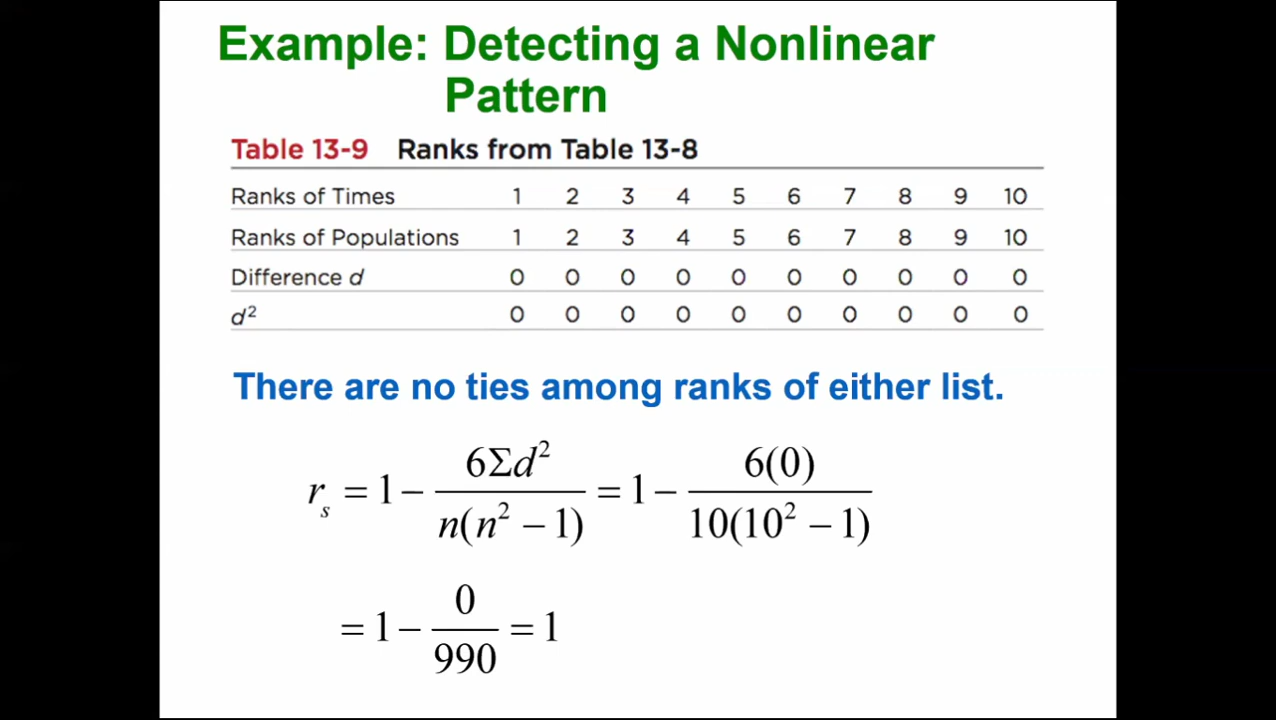 Example: Detecting a Nonlinear
Pattern
Table 13-9 Ranks from Table 13-8
Ranks of Times 1 2 3 4 5 6 7 8 9 10
Ranks of Populations 1 2 3 4 5 6 7 8 9 10
Difference d 0 0 0 0 0 0 0 0 0 0
d² 0 0 0 0 0 0 0 0 0 0
There are no ties among ranks of either list.
rₛ = 1 − 6Σd² / n(n² − 1) = 1 − 6(0) / 10(10² − 1)
= 1 − 0 / 990 = 1